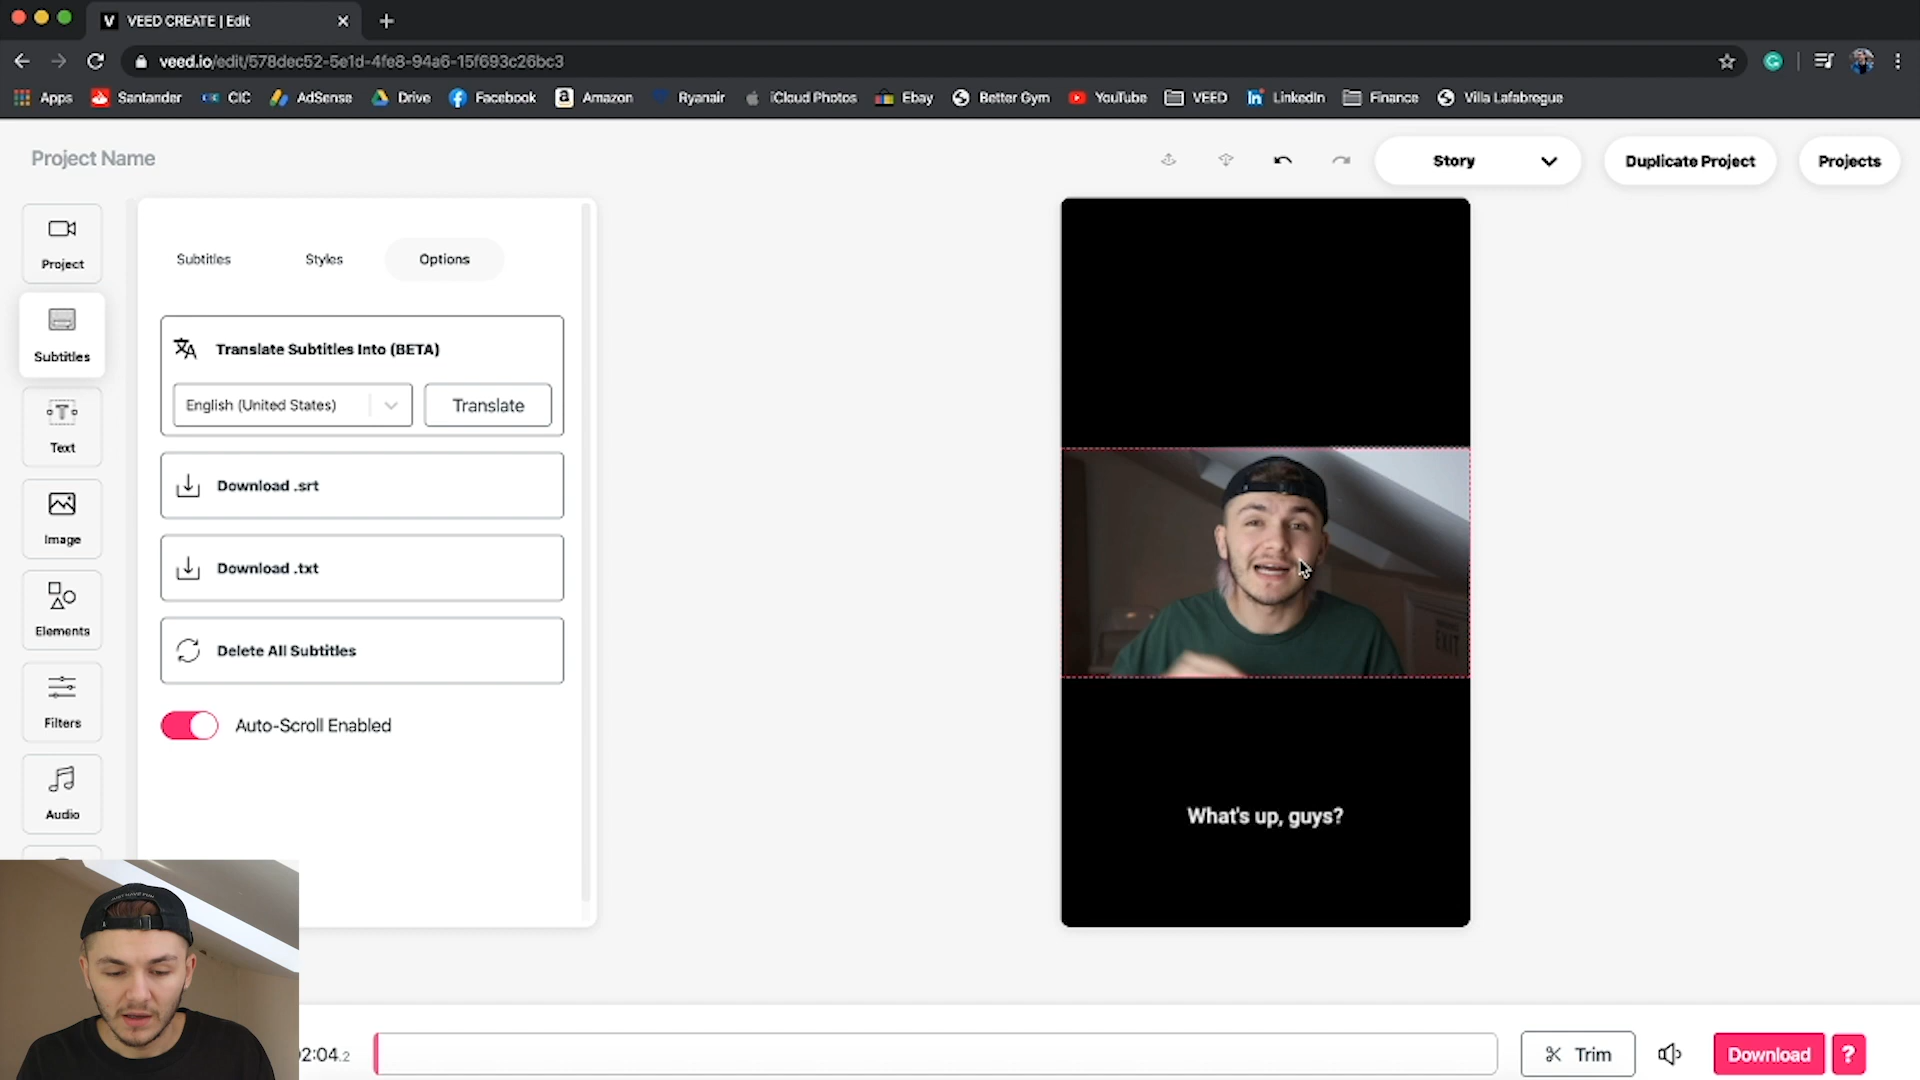 VEED CREATE | Edit
veed.io/edit/578dec52-5e1d-4fe8-94a6-15f693c26bc3
Apps Santander CIC AdSense Drive Facebook Amazon Ryanair iCloud Photos Ebay Better Gym YouTube VEED LinkedIn Finance Villa Lafabregue
Project Name
Story
Duplicate Project
Projects
Project
Subtitles
Text
Image
Elements
Filters
Audio
Subtitles Styles Options
Translate Subtitles Into (BETA)
English (United States)
Translate
Download .srt
Download .txt
Delete All Subtitles
Auto-Scroll Enabled
EXIT
What's up, guys?
02:04.2
Trim
Download
?